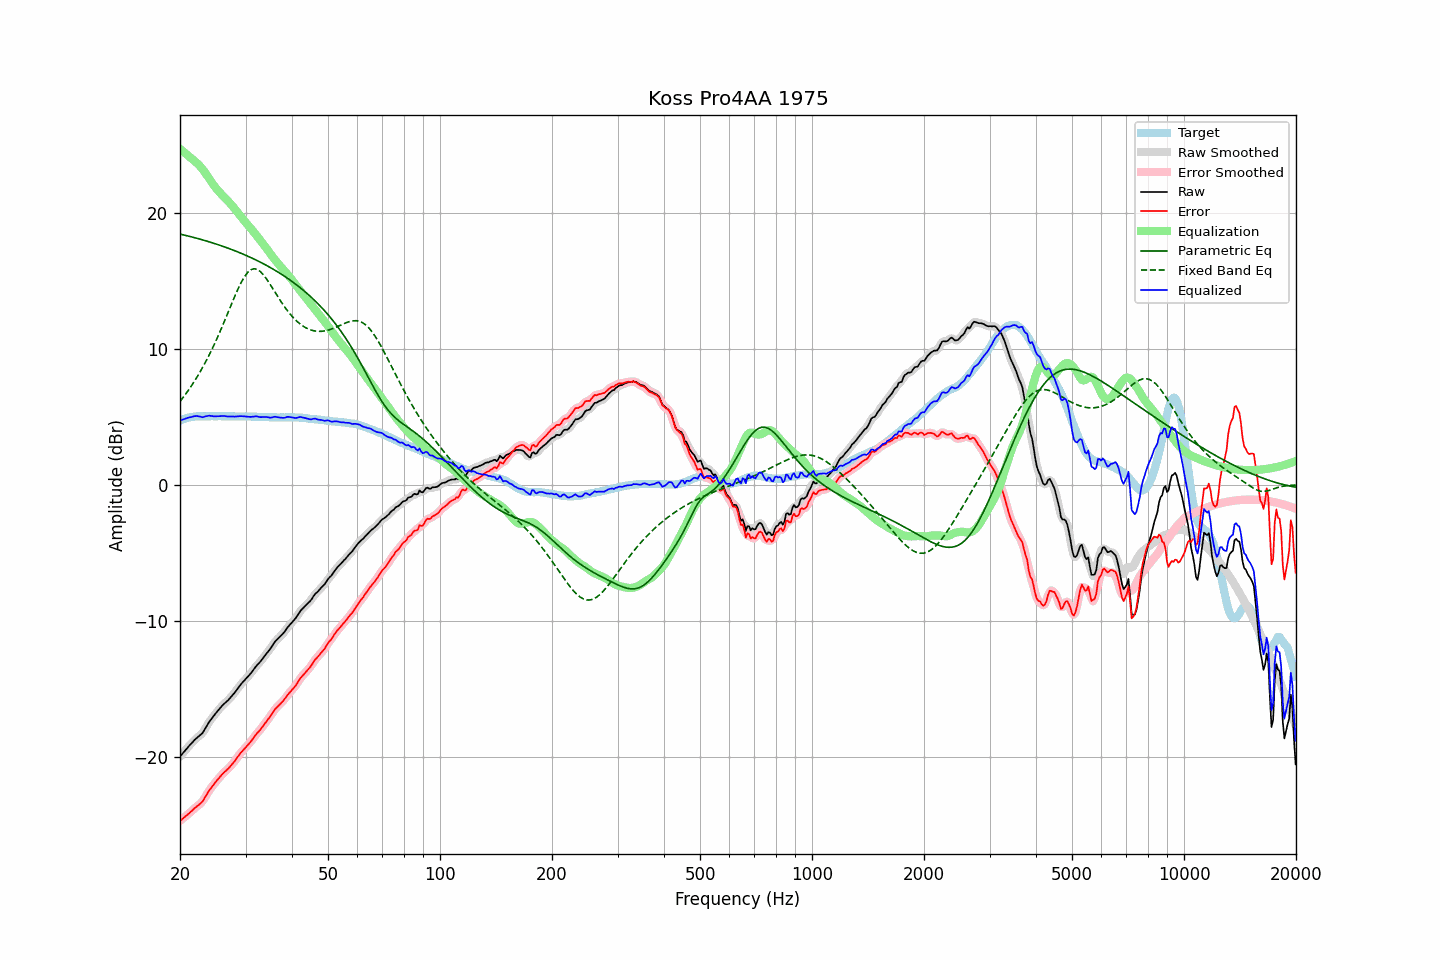 Koss Pro4AA 1975
Target
Raw Smoothed
Error Smoothed
Raw
Error
Equalization
Parametric Eq
Fixed Band Eq
Equalized
Amplitude (dBr)
20
10
0
−10
−20
20 50 100 200 500 1000 2000 5000 10000 20000
Frequency (Hz)